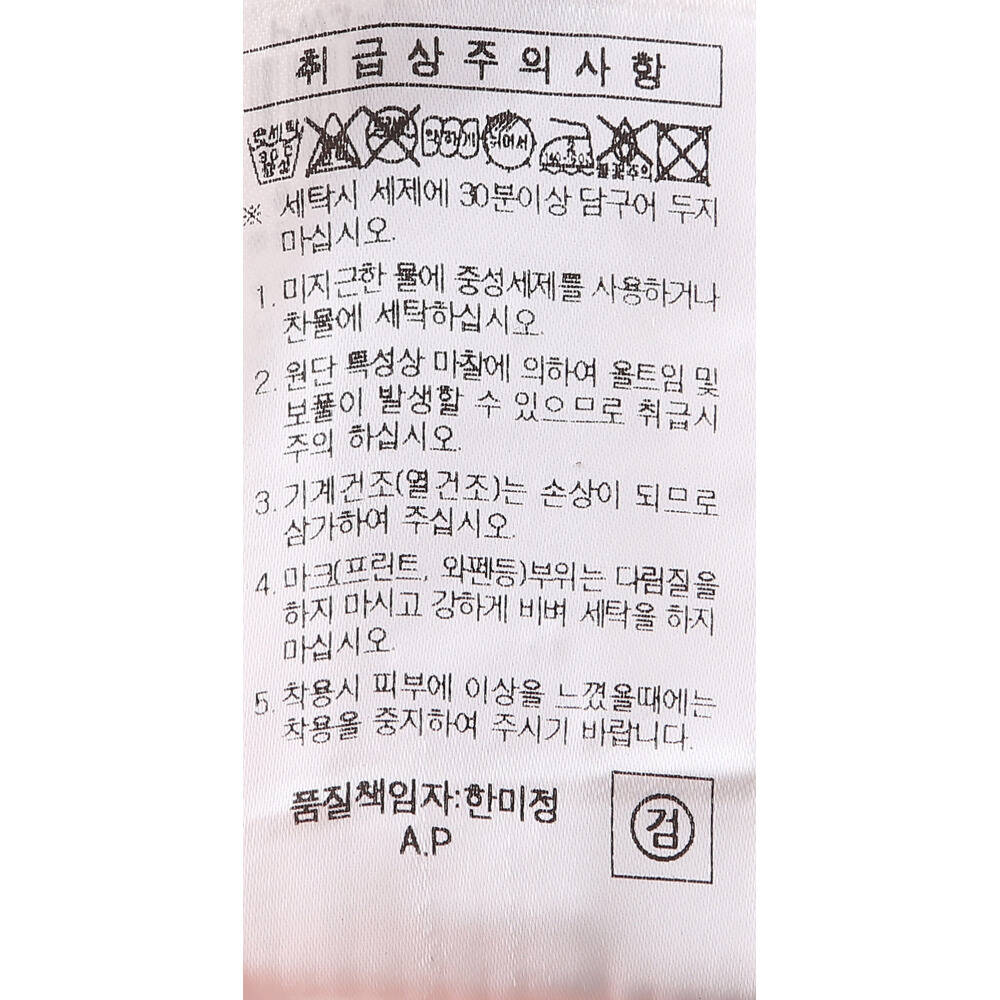 취급상주의사항
약하게 뉘어서
※ 세탁시 세제에 30분이상 담구어 두지
마십시오.
1. 미지근한 물에 중성세제를 사용하거나
찬물에 세탁하십시오.
2. 원단 특성상 마찰에 의하여 올트임 및
보풀이 발생할 수 있으므로 취급시
주의 하십시오.
3. 기계건조(열건조)는 손상이 되므로
삼가하여 주십시오.
4. 마크(프린트, 와펜등)부위는 다림질을
하지 마시고 강하게 비벼 세탁을 하지
마십시오.
5. 착용시 피부에 이상을 느꼈을때에는
착용을 중지하여 주시기 바랍니다.
품질책임자:한미정
A.P
검